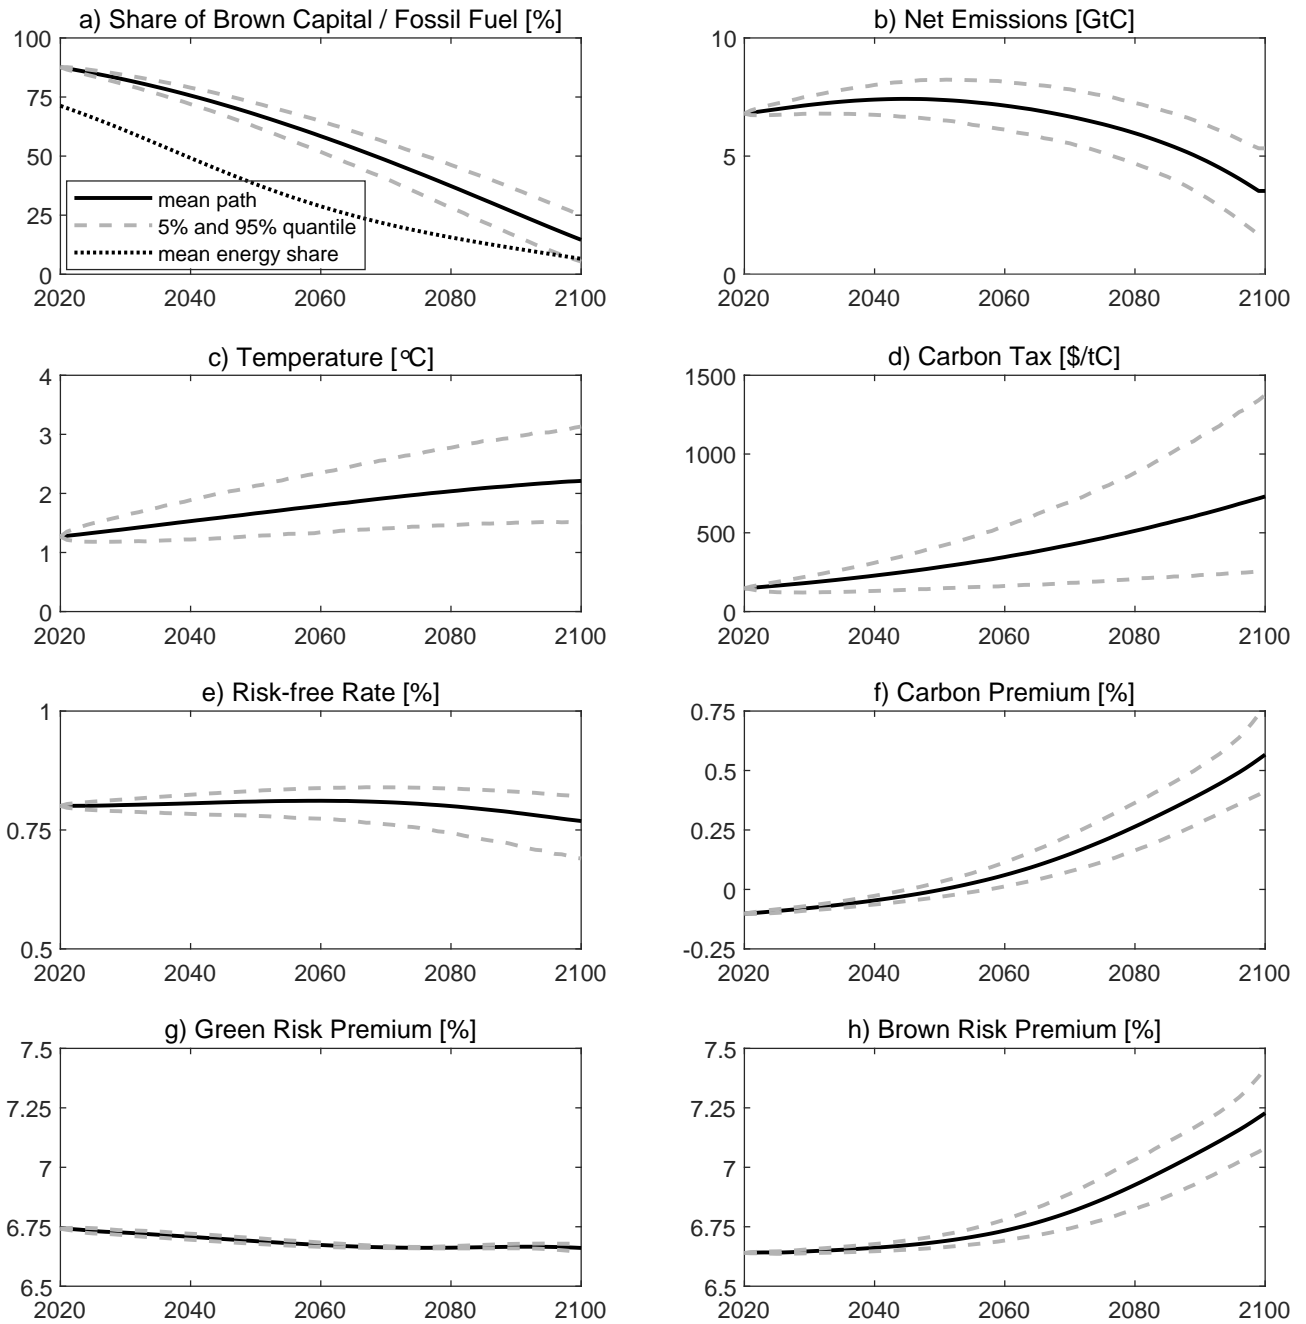 a) Share of Brown Capital / Fossil Fuel [%]
100
75
50
25
0
mean path
5% and 95% quantile
mean energy share
2020 2040 2060 2080 2100
b) Net Emissions [GtC]
10
5
0
2020 2040 2060 2080 2100
c) Temperature [°C]
4
3
2
1
0
2020 2040 2060 2080 2100
d) Carbon Tax [$/tC]
1500
1000
500
0
2020 2040 2060 2080 2100
e) Risk-free Rate [%]
1
0.75
0.5
2020 2040 2060 2080 2100
f) Carbon Premium [%]
0.75
0.5
0.25
0
-0.25
2020 2040 2060 2080 2100
g) Green Risk Premium [%]
7.5
7.25
7
6.75
6.5
2020 2040 2060 2080 2100
h) Brown Risk Premium [%]
7.5
7.25
7
6.75
6.5
2020 2040 2060 2080 2100